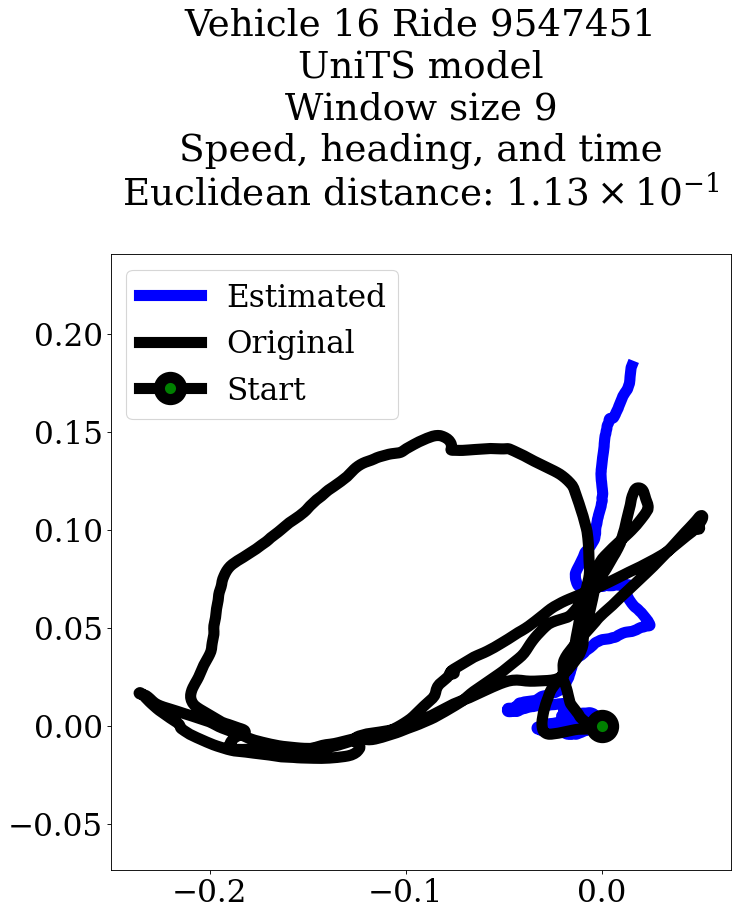 Vehicle 16 Ride 9547451
UniTS model
Window size 9
Speed, heading, and time
Euclidean distance: 1.13 × 10⁻¹
Estimated
Original
Start
0.20
0.15
0.10
0.05
0.00
−0.05
−0.2
−0.1
0.0